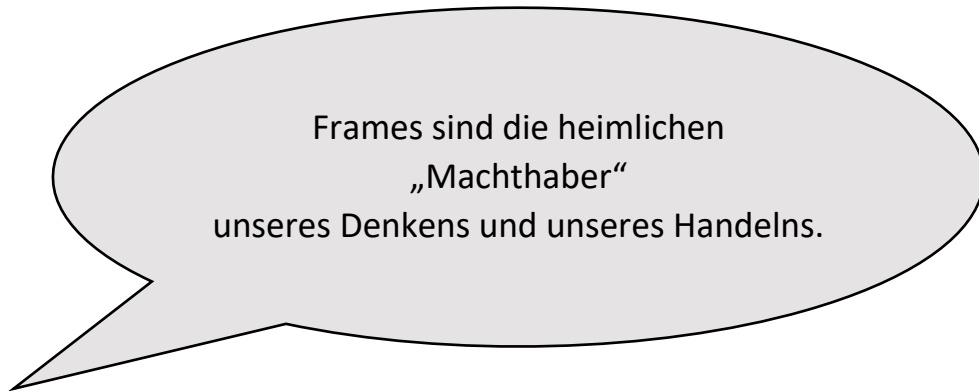 Frames sind die heimlichen
„Machthaber“
unseres Denkens und unseres Handelns.